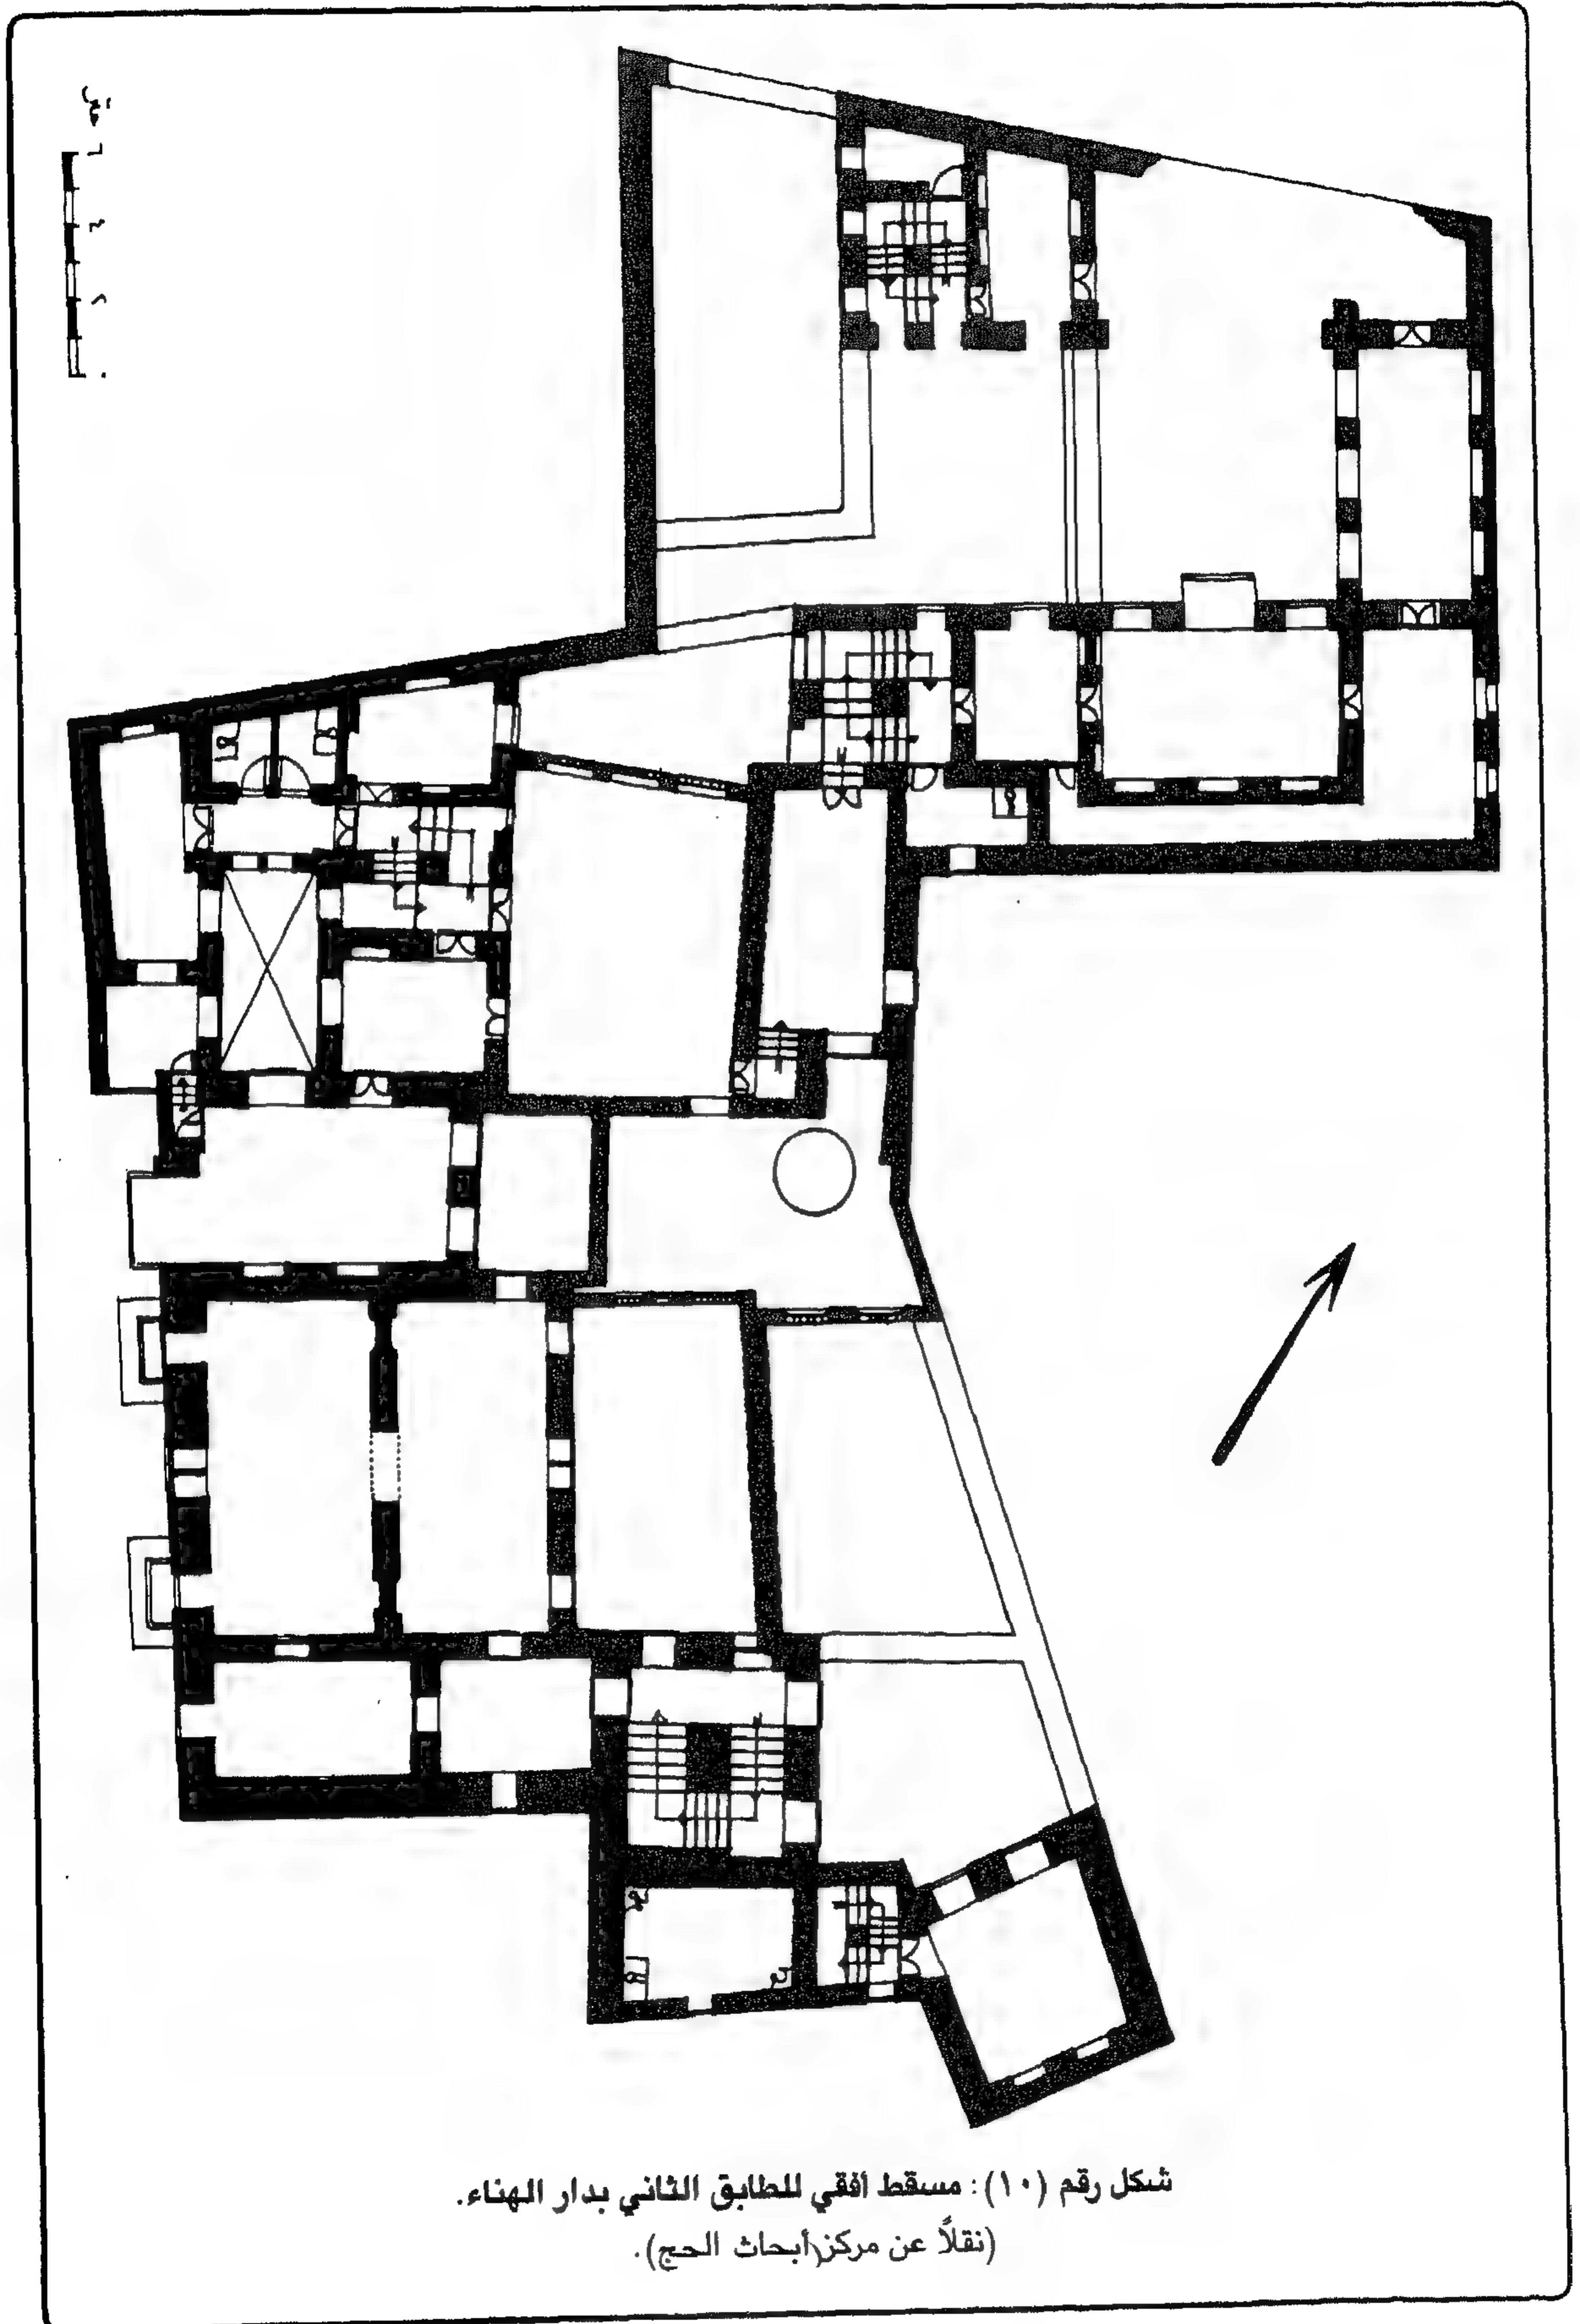 شكل رقم (١٠): مسقط أفقي للطابق الثاني بدار الهناء.
(نقلاً عن مركز أبحاث الحج).